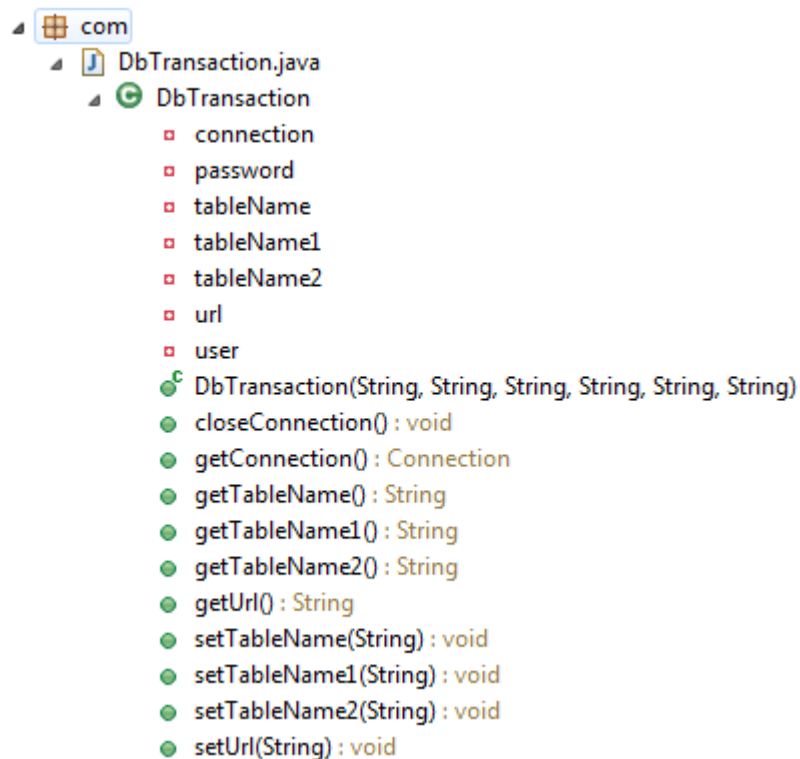 com
DbTransaction.java
DbTransaction
connection
password
tableName
tableName1
tableName2
url
user
DbTransaction(String, String, String, String, String, String)
closeConnection() : void
getConnection() : Connection
getTableName() : String
getTableName1() : String
getTableName2() : String
getUrl() : String
setTableName(String) : void
setTableName1(String) : void
setTableName2(String) : void
setUrl(String) : void